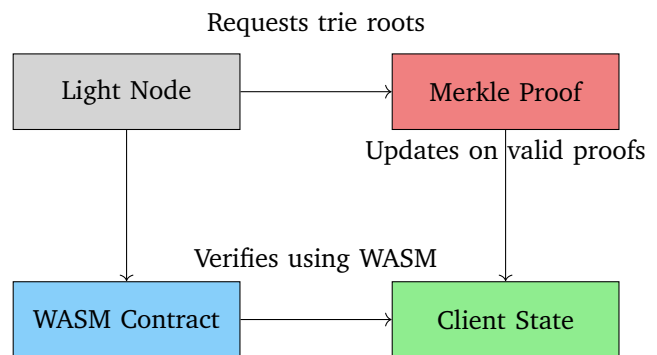 Requests trie roots
Light Node
Merkle Proof
Updates on valid proofs
Verifies using WASM
WASM Contract
Client State